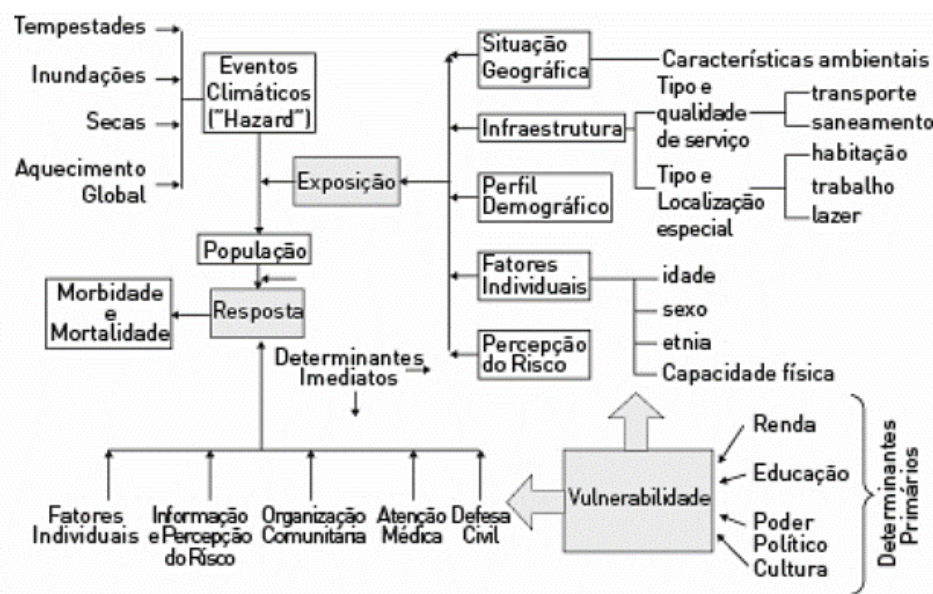 Tempestades
Inundações
Secas
Aquecimento
Global
Eventos
Climáticos
(''Hazard'')
Exposição
População
Resposta
Morbidade
e
Mortalidade
Situação
Geográfica
Características ambientais
Infraestrutura
Tipo e
qualidade
de serviço
transporte
saneamento
Tipo e
Localização
especial
habitação
trabalho
lazer
Perfil
Demográfico
Fatores
Individuais
idade
sexo
etnia
Capacidade física
Percepção
do Risco
Determinantes
Imediatos
Fatores
Individuais
Informação
e Percepção
do Risco
Organização
Comunitária
Atenção
Médica
Defesa
Civil
Vulnerabilidade
Renda
Educação
Poder
Político
Cultura
Determinantes
Primários